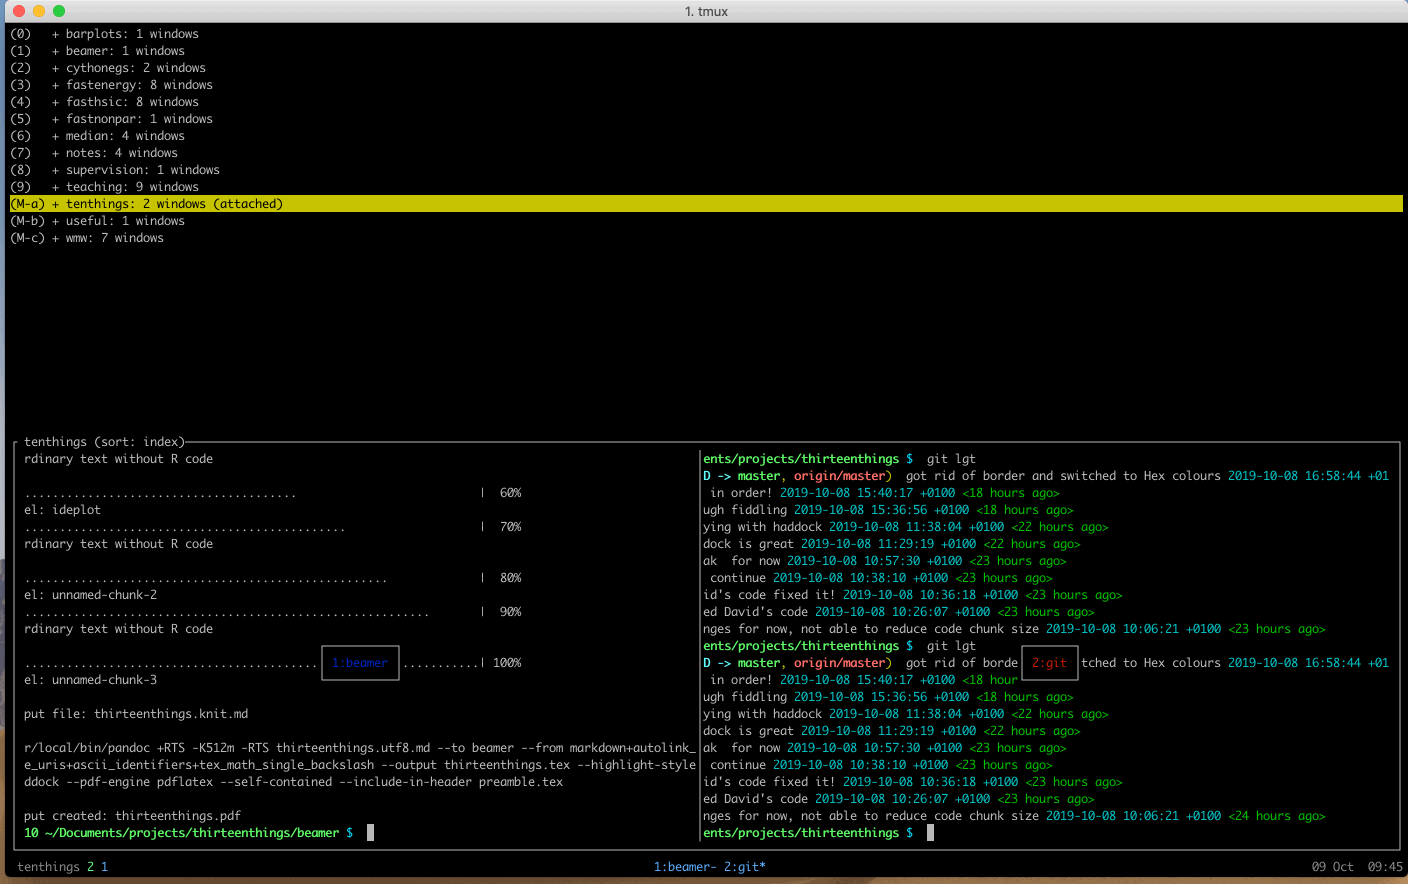 1. tmux
(0) + barplots: 1 windows
(1) + beamer: 1 windows
(2) + cythonegs: 2 windows
(3) + fastenergy: 8 windows
(4) + fasthsic: 8 windows
(5) + fastnonpar: 1 windows
(6) + median: 4 windows
(7) + notes: 4 windows
(8) + supervision: 1 windows
(9) + teaching: 9 windows
(M-a) + tenthings: 2 windows (attached)
(M-b) + useful: 1 windows
(M-c) + wmw: 7 windows
tenthings (sort: index)
rdinary text without R code
...................................... | 60%
el: ideplot
............................................. | 70%
rdinary text without R code
.................................................... | 80%
el: unnamed-chunk-2
.......................................................... | 90%
rdinary text without R code
.......................................... 1:beamer ...........| 100%
el: unnamed-chunk-3
put file: thirteenthings.knit.md
r/local/bin/pandoc +RTS -K512m -RTS thirteenthings.utf8.md --to beamer --from markdown+autolink_
e_uris+ascii_identifiers+tex_math_single_backslash --output thirteenthings.tex --highlight-style
ddock --pdf-engine pdflatex --self-contained --include-in-header preamble.tex
put created: thirteenthings.pdf
10 ~/Documents/projects/thirteenthings/beamer $
ents/projects/thirteenthings $ git lgt
D -> master, origin/master) got rid of border and switched to Hex colours 2019-10-08 16:58:44 +01
in order! 2019-10-08 15:40:17 +0100 <18 hours ago>
ugh fiddling 2019-10-08 15:36:56 +0100 <18 hours ago>
ying with haddock 2019-10-08 11:38:04 +0100 <22 hours ago>
dock is great 2019-10-08 11:29:19 +0100 <22 hours ago>
ak for now 2019-10-08 10:57:30 +0100 <23 hours ago>
continue 2019-10-08 10:38:10 +0100 <23 hours ago>
id's code fixed it! 2019-10-08 10:36:18 +0100 <23 hours ago>
ed David's code 2019-10-08 10:26:07 +0100 <23 hours ago>
nges for now, not able to reduce code chunk size 2019-10-08 10:06:21 +0100 <23 hours ago>
ents/projects/thirteenthings $ git lgt
D -> master, origin/master) got rid of borde 2:git tched to Hex colours 2019-10-08 16:58:44 +01
in order! 2019-10-08 15:40:17 +0100 <18 hour
ugh fiddling 2019-10-08 15:36:56 +0100 <18 hours ago>
ying with haddock 2019-10-08 11:38:04 +0100 <22 hours ago>
dock is great 2019-10-08 11:29:19 +0100 <22 hours ago>
ak for now 2019-10-08 10:57:30 +0100 <23 hours ago>
continue 2019-10-08 10:38:10 +0100 <23 hours ago>
id's code fixed it! 2019-10-08 10:36:18 +0100 <23 hours ago>
ed David's code 2019-10-08 10:26:07 +0100 <23 hours ago>
nges for now, not able to reduce code chunk size 2019-10-08 10:06:21 +0100 <24 hours ago>
ents/projects/thirteenthings $
tenthings 2 1 1:beamer- 2:git* 09 Oct 09:45